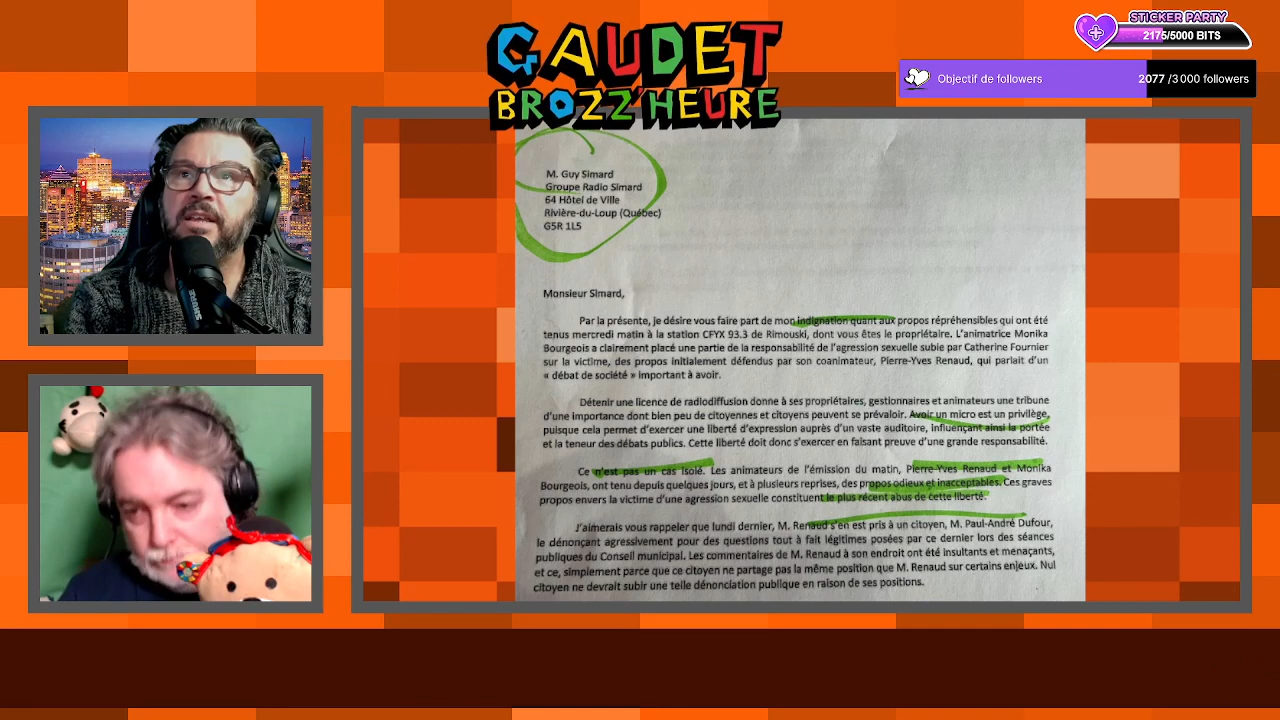 GAUDET
BROZZ'HEURE
STICKER PARTY
2175/5000 BITS
Objectif de followers
2077 /3 000 followers
M. Guy Simard
Groupe Radio Simard
64 Hôtel de Ville
Rivière-du-Loup (Québec)
G5R 1L5
Monsieur Simard,
Par la présente, je désire vous faire part de mon indignation quant aux propos répréhensibles qui ont été
tenus mercredi matin à la station CFYX 93.3 de Rimouski, dont vous êtes le propriétaire. L'animatrice Monika
Bourgeois a clairement placé une partie de la responsabilité de l'agression sexuelle subie par Catherine Fournier
sur la victime, des propos initialement défendus par son coanimateur, Pierre-Yves Renaud, qui parlait d'un
« débat de société » important à avoir.
Détenir une licence de radiodiffusion donne à ses propriétaires, gestionnaires et animateurs une tribune
d'une importance dont bien peu de citoyennes et citoyens peuvent se prévaloir. Avoir un micro est un privilège,
puisque cela permet d'exercer une liberté d'expression auprès d'un vaste auditoire, influençant ainsi la portée
et la teneur des débats publics. Cette liberté doit donc s'exercer en faisant preuve d'une grande responsabilité.
Ce n'est pas un cas isolé. Les animateurs de l'émission du matin, Pierre-Yves Renaud et Monika
Bourgeois, ont tenu depuis quelques jours, et à plusieurs reprises, des propos odieux et inacceptables. Ces graves
propos envers la victime d'une agression sexuelle constituent le plus récent abus de cette liberté.
J'aimerais vous rappeler que lundi dernier, M. Renaud s'en est pris à un citoyen, M. Paul-André Dufour,
le dénonçant agressivement pour des questions tout à fait légitimes posées par ce dernier lors des séances
publiques du Conseil municipal. Les commentaires de M. Renaud à son endroit ont été insultants et menaçants,
et ce, simplement parce que ce citoyen ne partage pas la même position que M. Renaud sur certains enjeux. Nul
citoyen ne devrait subir une telle dénonciation publique en raison de ses positions.
SHURE